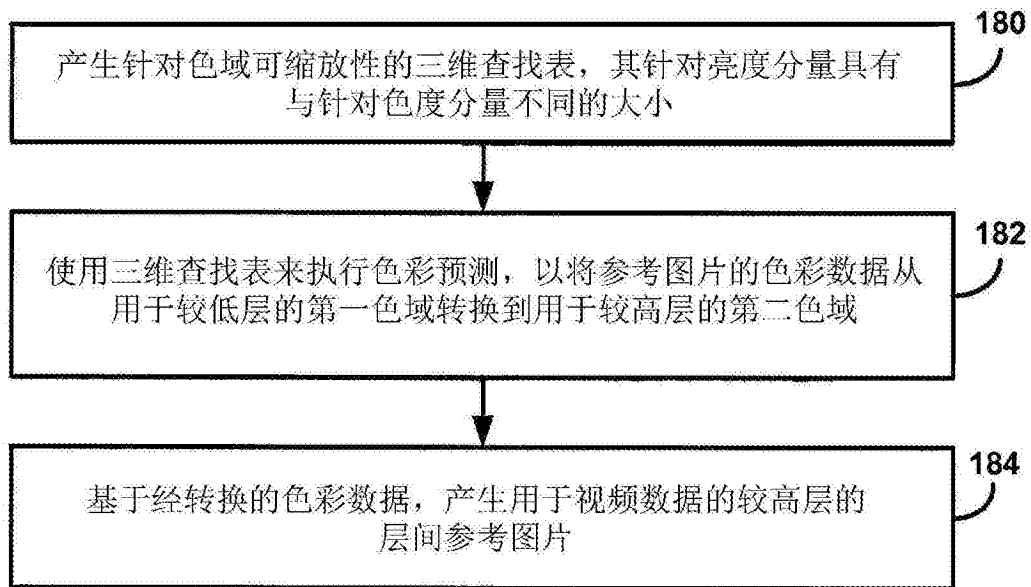 180
产生针对色域可缩放性的三维查找表，其针对亮度分量具有
与针对色度分量不同的大小
182
使用三维查找表来执行色彩预测，以将参考图片的色彩数据从
用于较低层的第一色域转换到用于较高层的第二色域
184
基于经转换的色彩数据，产生用于视频数据的较高层的
层间参考图片